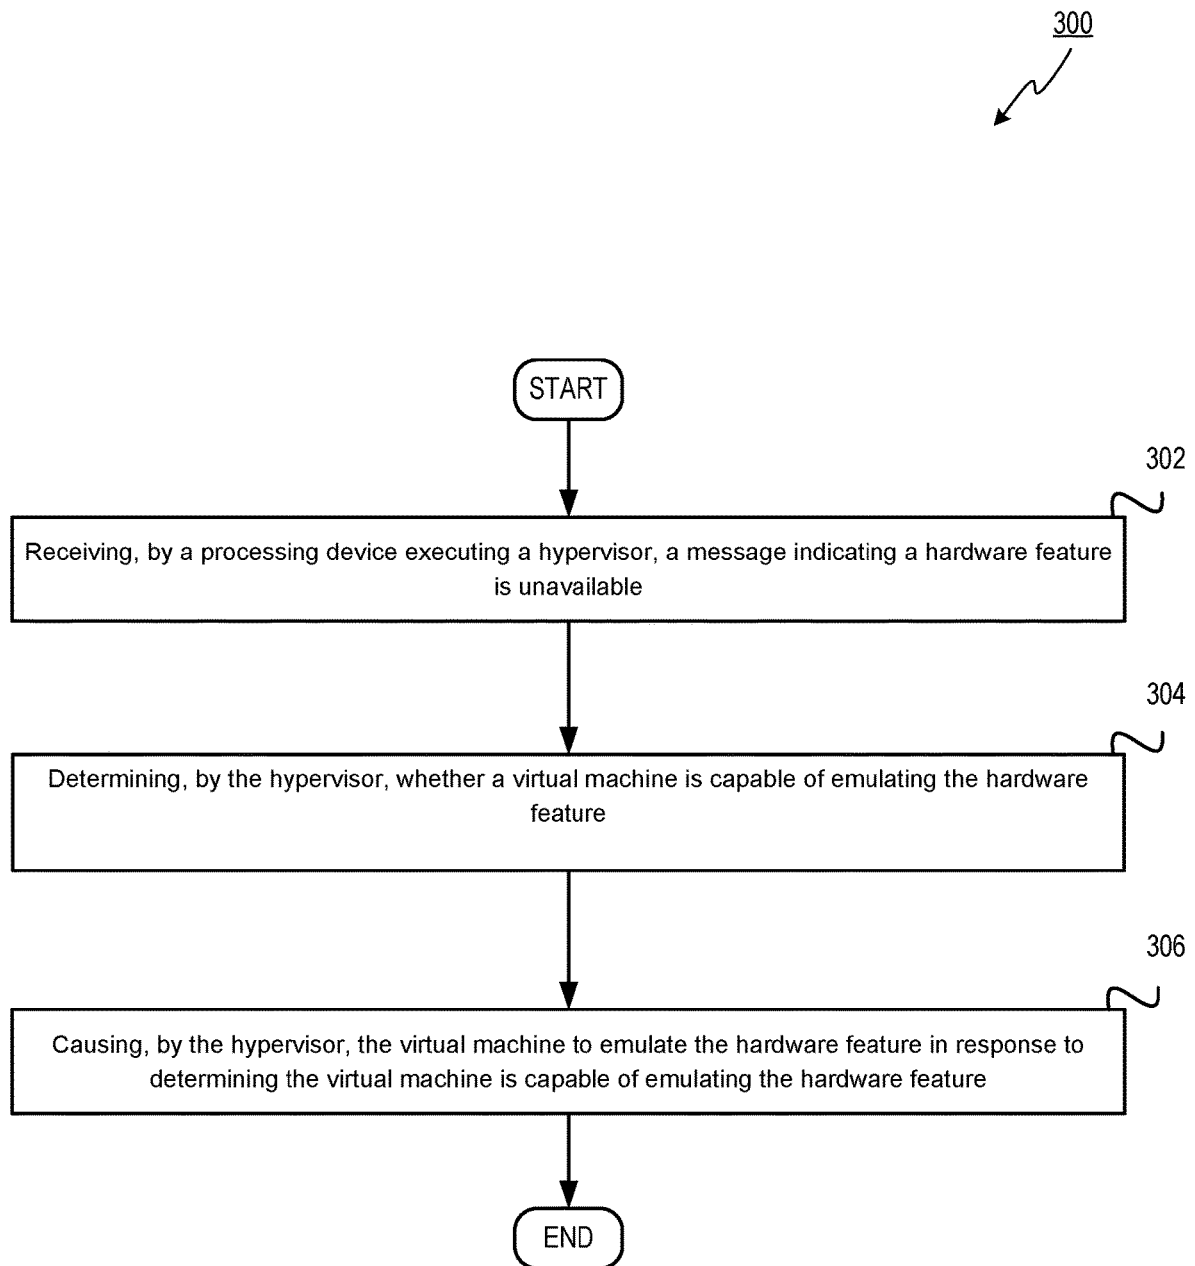 300
START
302
Receiving, by a processing device executing a hypervisor, a message indicating a hardware feature
is unavailable
304
Determining, by the hypervisor, whether a virtual machine is capable of emulating the hardware
feature
306
Causing, by the hypervisor, the virtual machine to emulate the hardware feature in response to
determining the virtual machine is capable of emulating the hardware feature
END